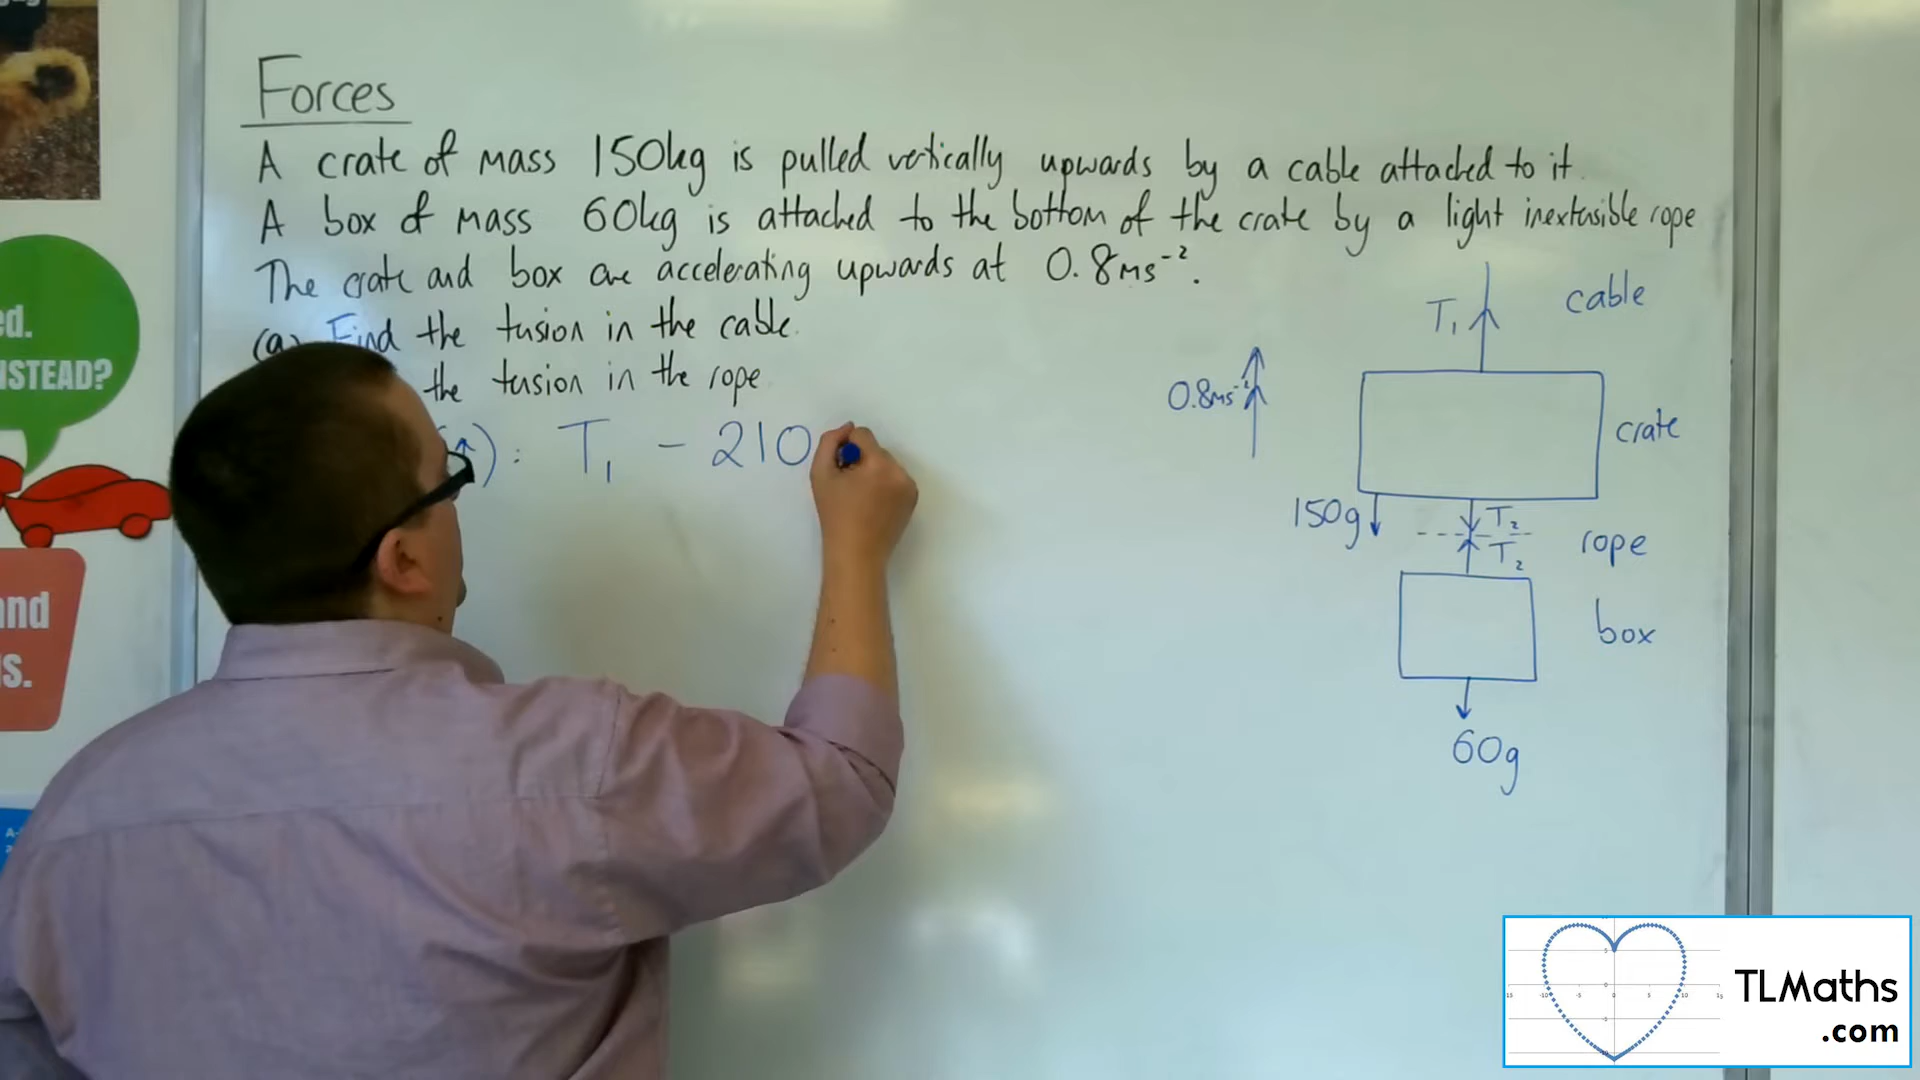 Forces
A crate of mass 150kg is pulled vertically upwards by a cable attached to it.
A box of mass 60kg is attached to the bottom of the crate by a light inextensible rope
The crate and box are accelerating upwards at 0.8ms⁻².
(a) Find the tension in the cable.
the tension in the rope
(↑): T₁ - 210
T₁ cable
0.8ms⁻²
crate
150g
T₂
T₂
rope
box
60g
ed.
INSTEAD?
and
s.
A-
TLMaths
.com